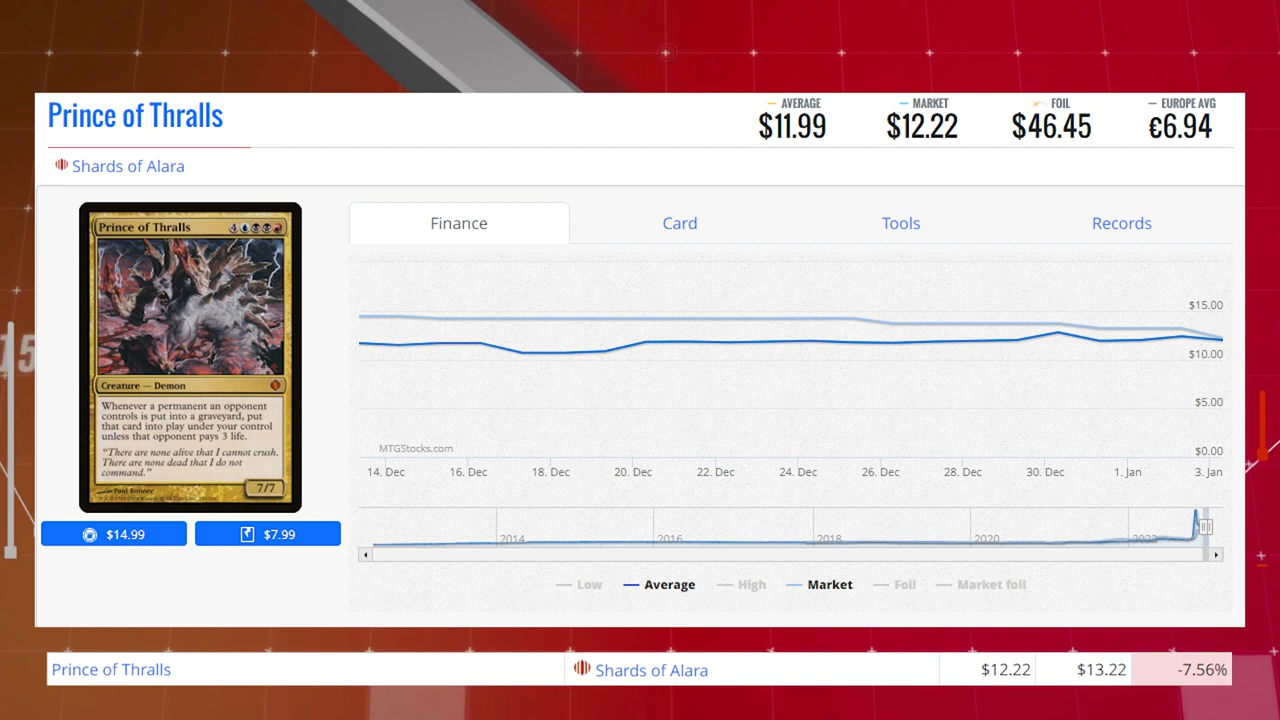 Prince of Thralls
AVERAGE
$11.99
MARKET
$12.22
FOIL
$46.45
EUROPE AVG
€6.94
Shards of Alara
Finance
Card
Tools
Records
Prince of Thralls 4
Creature — Demon
Whenever a permanent an opponent
controls is put into a graveyard, put
that card into play under your control
unless that opponent pays 3 life.
“There are none alive that I cannot crush.
There are none dead that I do not
command.”
Paul Bonner
7/7
$14.99
$7.99
$15.00
$10.00
$5.00
$0.00
MTGStocks.com
14. Dec 16. Dec 18. Dec 20. Dec 22. Dec 24. Dec 26. Dec 28. Dec 30. Dec 1. Jan 3. Jan
2014 2016 2018 2020 2022
Low Average High Market Foil Market foil
Prince of Thralls Shards of Alara $12.22 $13.22 -7.56%
15